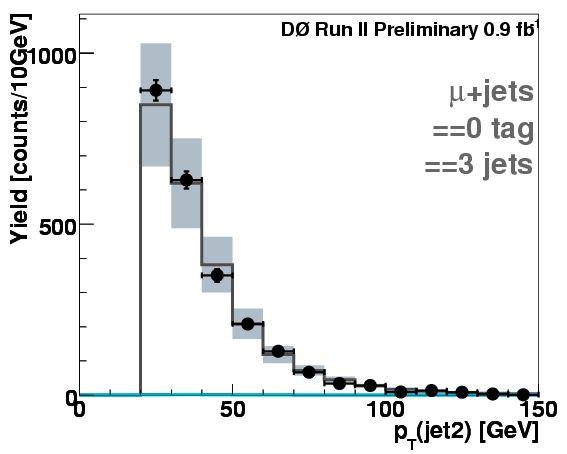 DØ Run II Preliminary 0.9 fb⁻¹
μ+jets
==0 tag
==3 jets
Yield [counts/10GeV]
1000
500
0
0 50 100 150
p_T(jet2) [GeV]